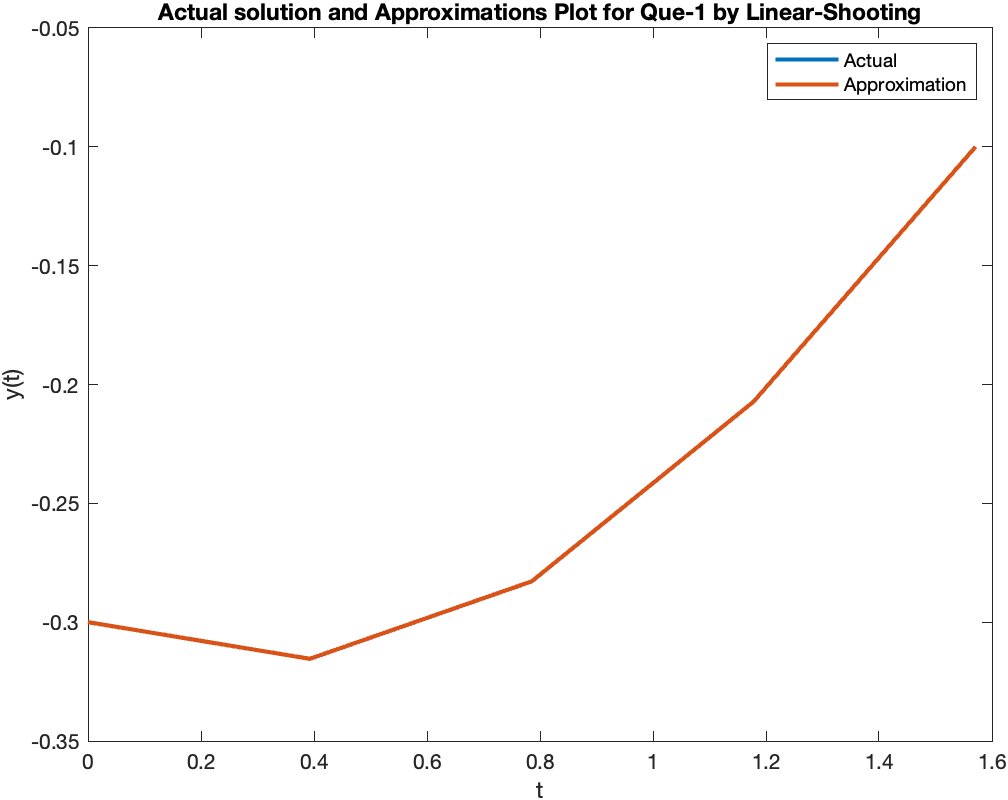 Actual solution and Approximations Plot for Que-1 by Linear-Shooting
-0.05
Actual
Approximation
-0.1
-0.15
-0.2
y(t)
-0.25
-0.3
-0.35
0 0.2 0.4 0.6 0.8 1 1.2 1.4 1.6
t